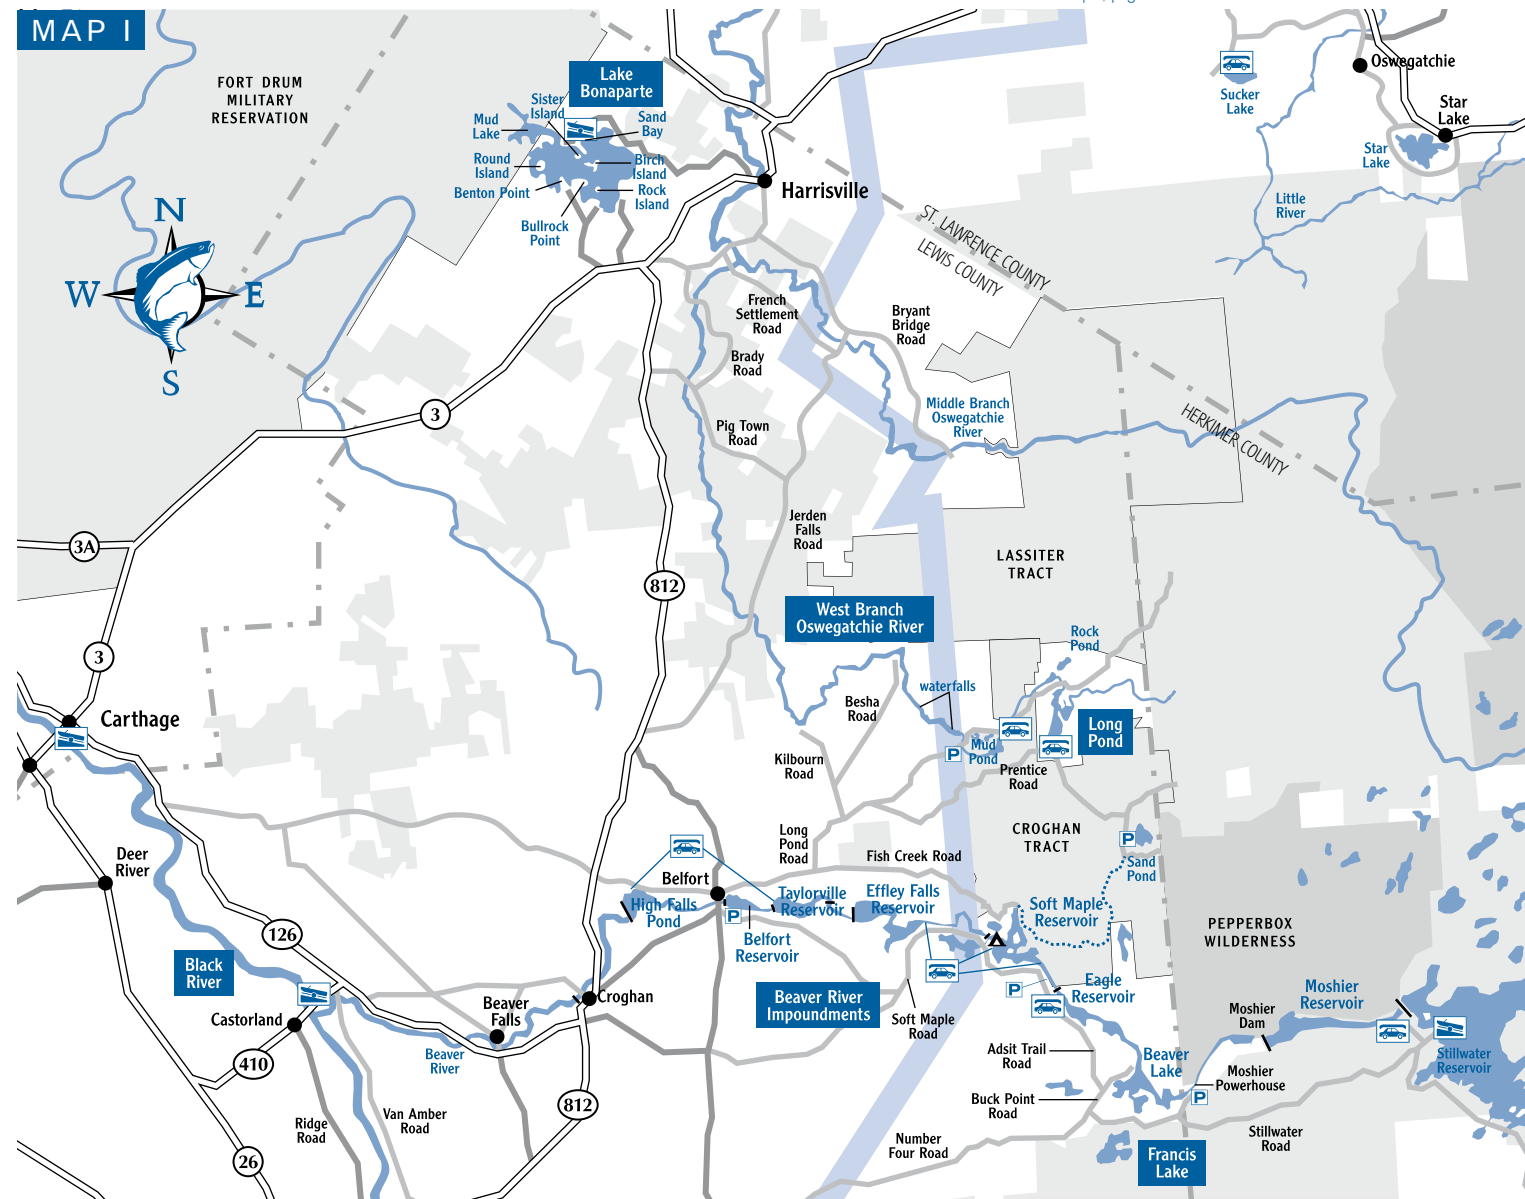 MAP I
FORT DRUM
MILITARY
RESERVATION
Lake
Bonaparte
Sister
Island
Sand
Bay
Mud
Lake
Round
Island
Birch
Island
Benton Point
Rock
Island
Bullrock
Point
Harrisville
Sucker
Lake
Oswegatchie
Star
Lake
Star
Lake
Little
River
ST. LAWRENCE COUNTY
LEWIS COUNTY
HERKIMER COUNTY
N
W
E
S
French
Settlement
Road
Bryant
Bridge
Road
Brady
Road
Pig Town
Road
Middle Branch
Oswegatchie
River
3
3A
812
Jerden
Falls
Road
LASSITER
TRACT
West Branch
Oswegatchie River
Rock
Pond
waterfalls
3
Carthage
Besha
Road
Long
Pond
P
Mud
Pond
Kilbourn
Road
Prentice
Road
Long
Pond
Road
CROGHAN
TRACT
P
Sand
Pond
Fish Creek Road
Deer
River
Belfort
High Falls
Pond
P
Taylorville
Reservoir
Effley Falls
Reservoir
Soft Maple
Reservoir
Belfort
Reservoir
PEPPERBOX
WILDERNESS
126
Black
River
Croghan
Beaver River
Impoundments
P
Eagle
Reservoir
Moshier
Reservoir
Castorland
Beaver
Falls
Soft Maple
Road
Moshier
Dam
410
Beaver
River
Adsit Trail
Road
Beaver
Lake
Stillwater
Reservoir
Moshier
Powerhouse
P
812
Buck Point
Road
Ridge
Road
Van Amber
Road
Number
Four Road
Stillwater
Road
26
Francis
Lake